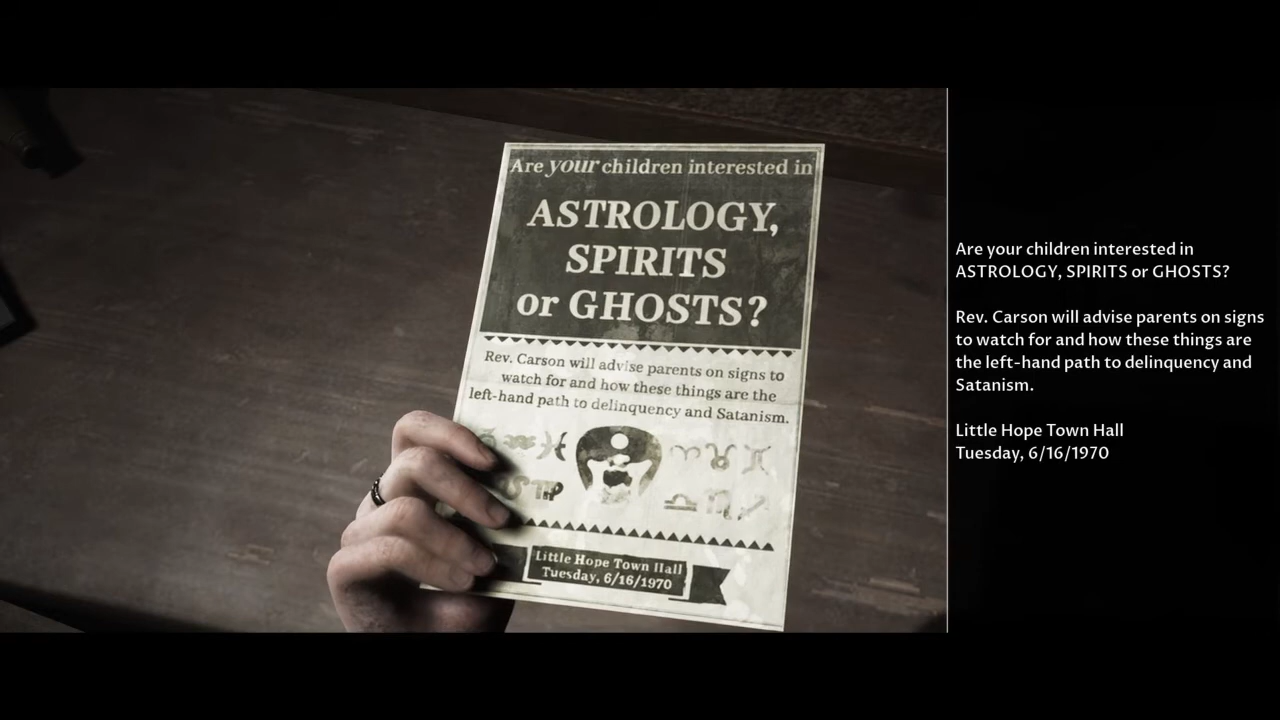 Are your children interested in
ASTROLOGY,
SPIRITS
or GHOSTS?
Rev. Carson will advise parents on signs to
watch for and how these things are the
left-hand path to delinquency and Satanism.
Little Hope Town Hall
Tuesday, 6/16/1970
Are your children interested in
ASTROLOGY, SPIRITS or GHOSTS?
Rev. Carson will advise parents on signs
to watch for and how these things are
the left-hand path to delinquency and
Satanism.
Little Hope Town Hall
Tuesday, 6/16/1970